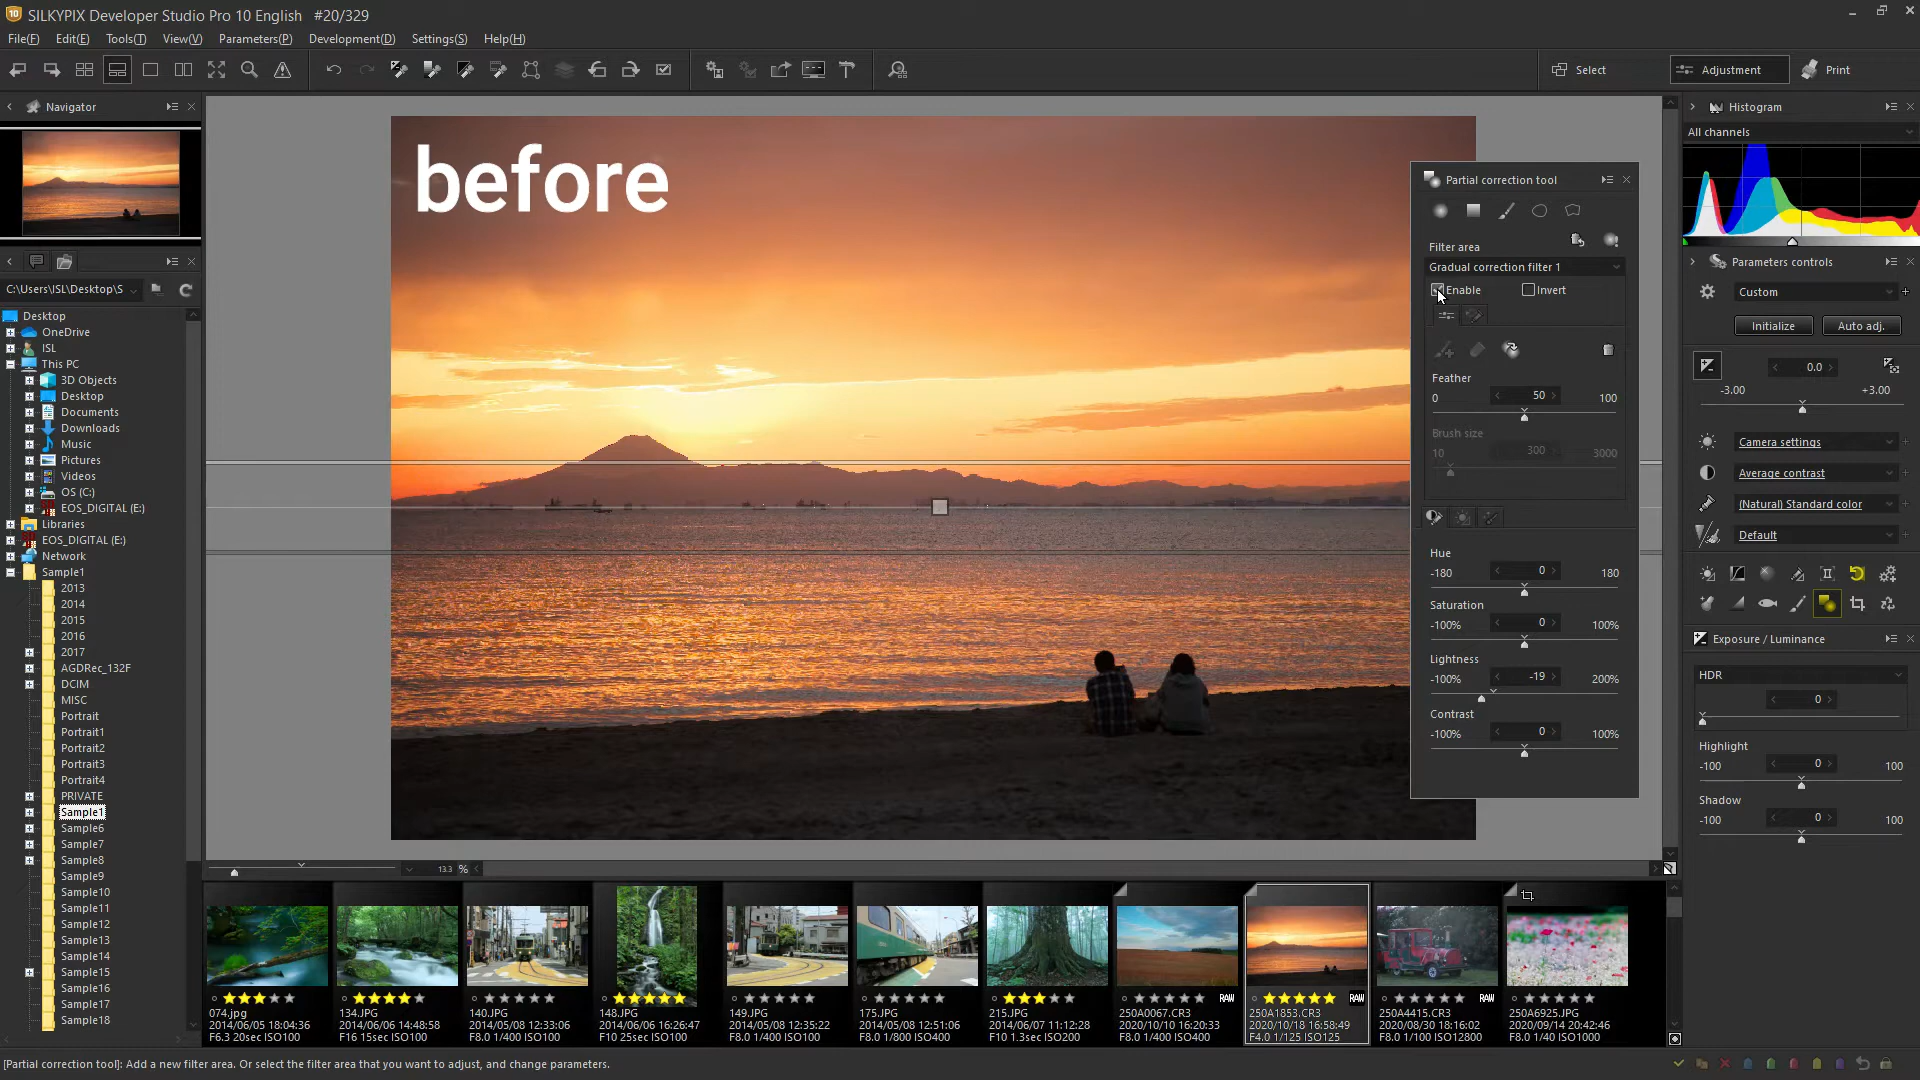 SILKYPIX Developer Studio Pro 10 English #20/329
File(F) Edit(E) Tools(T) View(V) Parameters(P) Development(D) Settings(S) Help(H)
Select Adjustment Print
Navigator
before
Partial correction tool
Filter area
Gradual correction filter 1
Enable Invert
Feather
50
0 100
Brush size
300
10 3000
Hue
0
-180 180
Saturation
0
-100% 100%
Lightness
-19
-100% 200%
Contrast
0
-100% 100%
Histogram
All channels
Parameters controls
Custom
Initialize Auto adj.
0.0
-3.00 +3.00
Camera settings
Average contrast
(Natural) Standard color
Default
Exposure / Luminance
HDR
0
Highlight
0
-100 100
Shadow
0
-100 100
C:\Users\ISL\Desktop\S
Desktop
OneDrive
ISL
This PC
3D Objects
Desktop
Documents
Downloads
Music
Pictures
Videos
OS (C:)
EOS_DIGITAL (E:)
Libraries
EOS_DIGITAL (E:)
Network
Sample1
2013
2014
2015
2016
2017
AGDRec_132F
DCIM
MISC
Portrait
Portrait1
Portrait2
Portrait3
Portrait4
PRIVATE
Sample1
Sample6
Sample7
Sample8
Sample9
Sample10
Sample11
Sample12
Sample13
Sample14
Sample15
Sample16
Sample17
Sample18
13.3 %
RAW RAW RAW
074.jpg 134.JPG 140.JPG 148.JPG 149.JPG 175.JPG 215.JPG 250A0067.CR3 250A1853.CR3 250A4415.CR3 250A6925.JPG
2014/06/05 18:04:36 2014/06/06 14:48:58 2014/05/08 12:33:06 2014/06/06 16:26:47 2014/05/08 12:35:22 2014/05/08 12:51:06 2014/06/07 11:12:28 2020/10/10 16:20:33 2020/10/18 16:58:49 2020/08/30 18:16:02 2020/09/14 20:42:46
F6.3 20sec ISO100 F16 15sec ISO100 F8.0 1/400 ISO100 F10 25sec ISO100 F8.0 1/400 ISO100 F8.0 1/800 ISO400 F10 1.3sec ISO200 F8.0 1/400 ISO400 F4.0 1/125 ISO125 F8.0 1/100 ISO12800 F8.0 1/40 ISO1000
[Partial correction tool]: Add a new filter area. Or select the filter area that you want to adjust, and change parameters.